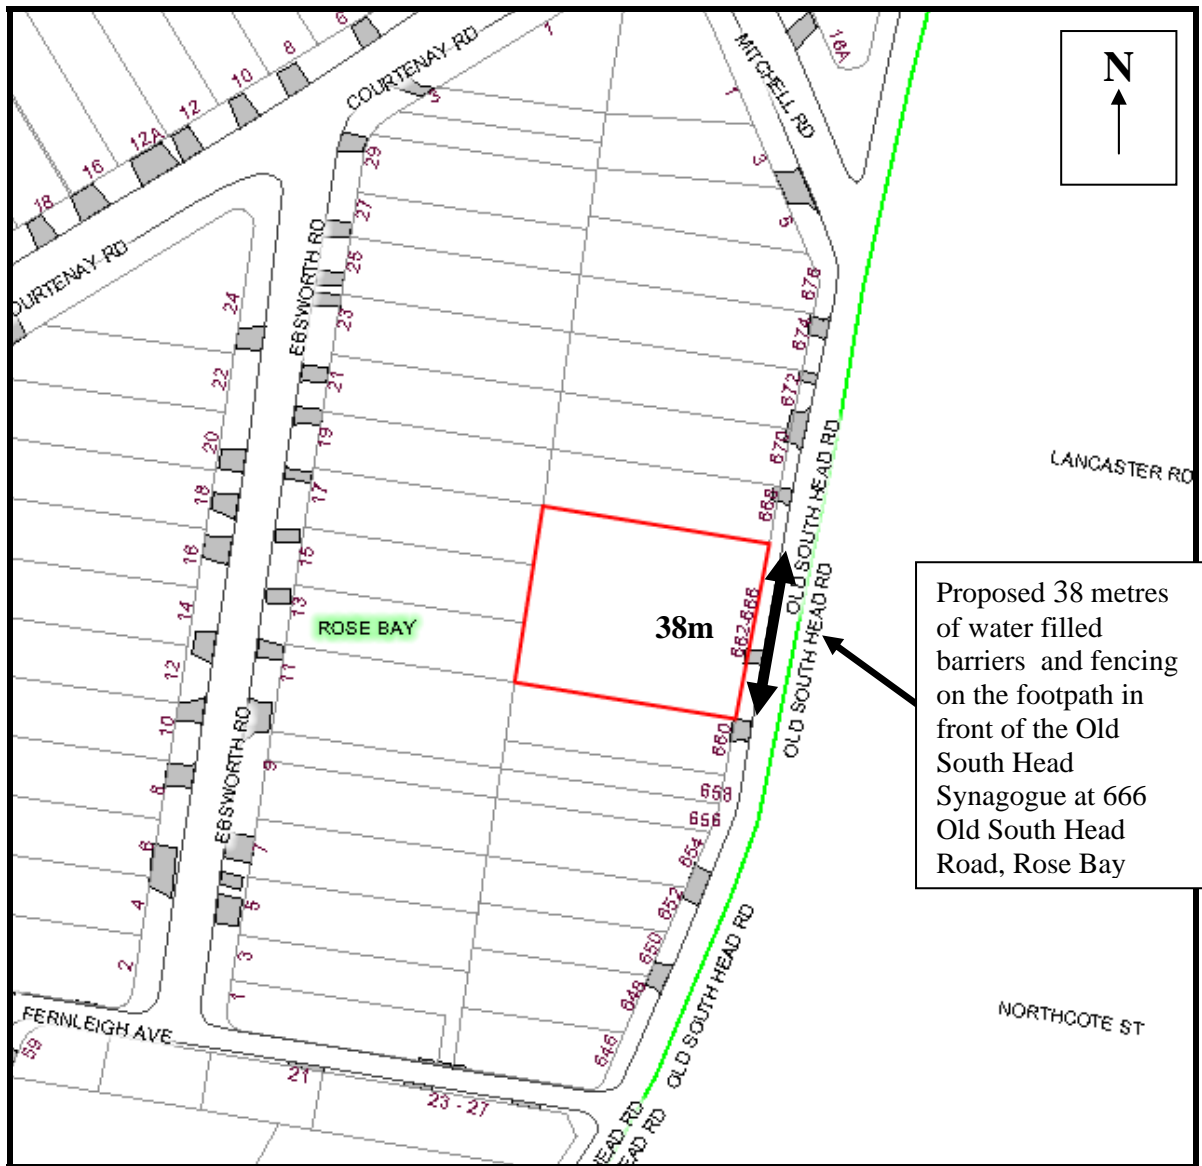 6
8
10
12
12A
16
18
COURTENAY RD
1
3
MITCHELL RD
16A
N
1
3
5
29
27
25
23
21
19
17
15
13
11
9
7
5
3
1
OURTENAY RD
EBSWORTH RD
24
22
20
18
16
14
12
10
8
6
4
2
EBSWORTH RD
676
674
672
670
668
662-666
660
658
656
654
652
650
648
646
OLD SOUTH HEAD RD
OLD SOUTH HEAD RD
LANCASTER RD
ROSE BAY
38m
Proposed 38 metres
of water filled
barriers and fencing
on the footpath in
front of the Old
South Head
Synagogue at 666
Old South Head
Road, Rose Bay
OLD SOUTH HEAD RD
NORTHCOTE ST
FERNLEIGH AVE
59
21
23 - 27
HEAD RD
EAD RD